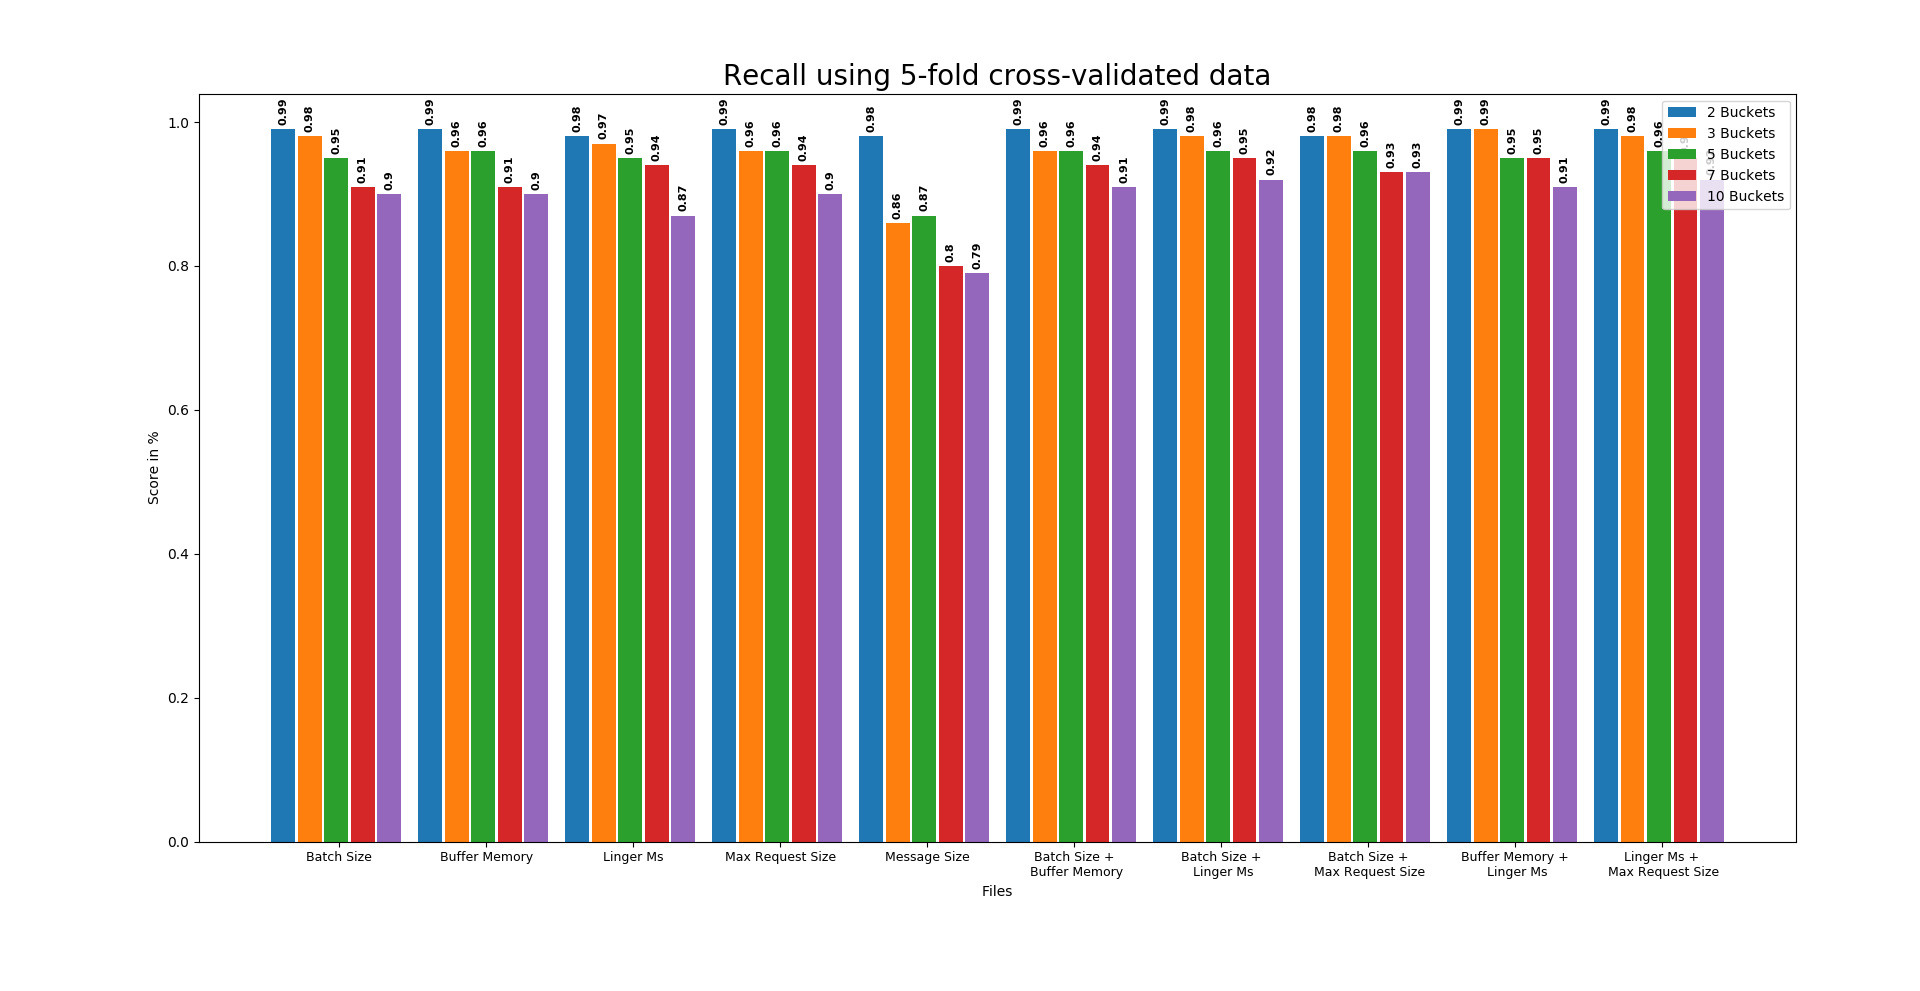 Recall using 5-fold cross-validated data
0.99 0.98 0.95 0.91 0.9 0.99 0.96 0.96 0.91 0.9 0.98 0.97 0.95 0.94 0.87 0.99 0.96 0.96 0.94 0.9 0.98 0.86 0.87 0.8 0.79 0.99 0.96 0.96 0.94 0.91 0.99 0.98 0.96 0.95 0.92 0.98 0.98 0.96 0.93 0.93 0.99 0.99 0.95 0.95 0.91 0.99 0.98 0.96
2 Buckets
3 Buckets
5 Buckets
7 Buckets
10 Buckets
1.0
0.8
0.6
0.4
0.2
0.0
Score in %
Batch Size
Buffer Memory
Linger Ms
Max Request Size
Message Size
Batch Size +
Buffer Memory
Batch Size +
Linger Ms
Batch Size +
Max Request Size
Buffer Memory +
Linger Ms
Linger Ms +
Max Request Size
Files